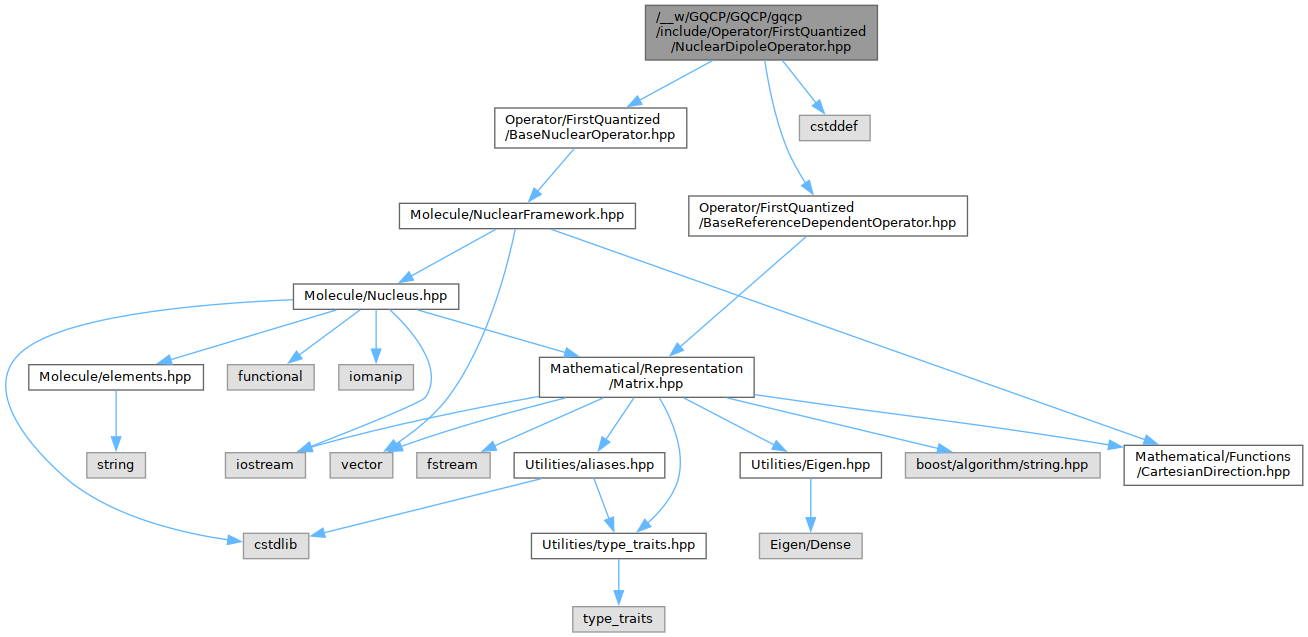 /__w/GQCP/GQCP/gqcp
/include/Operator/FirstQuantized
/NuclearDipoleOperator.hpp
Operator/FirstQuantized
/BaseNuclearOperator.hpp
cstddef
Molecule/NuclearFramework.hpp
Operator/FirstQuantized
/BaseReferenceDependentOperator.hpp
Molecule/Nucleus.hpp
Molecule/elements.hpp
functional
iomanip
Mathematical/Representation
/Matrix.hpp
string
iostream
vector
fstream
Utilities/aliases.hpp
Utilities/Eigen.hpp
boost/algorithm/string.hpp
Mathematical/Functions
/CartesianDirection.hpp
cstdlib
Utilities/type_traits.hpp
Eigen/Dense
type_traits